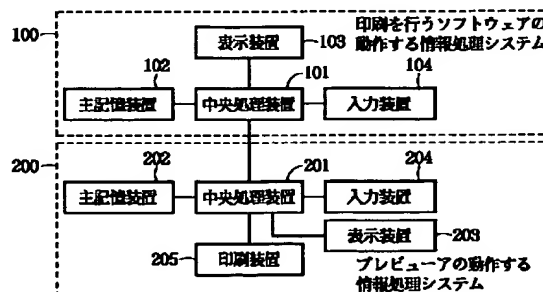 100
表示装置
103
印刷を行うソフトウェアの
動作する情報処理システム
102
101
104
主記憶装置
中央処理装置
入力装置
200
202
201
204
主記憶装置
中央処理装置
入力装置
表示装置
203
205
印刷装置
プレビューアの動作する
情報処理システム